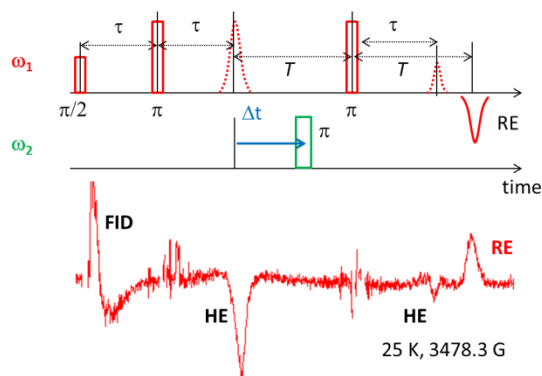 τ τ τ
ω₁ T T
π/2 π π RE
ω₂ Δt π
time
FID
RE
HE HE
25 K, 3478.3 G